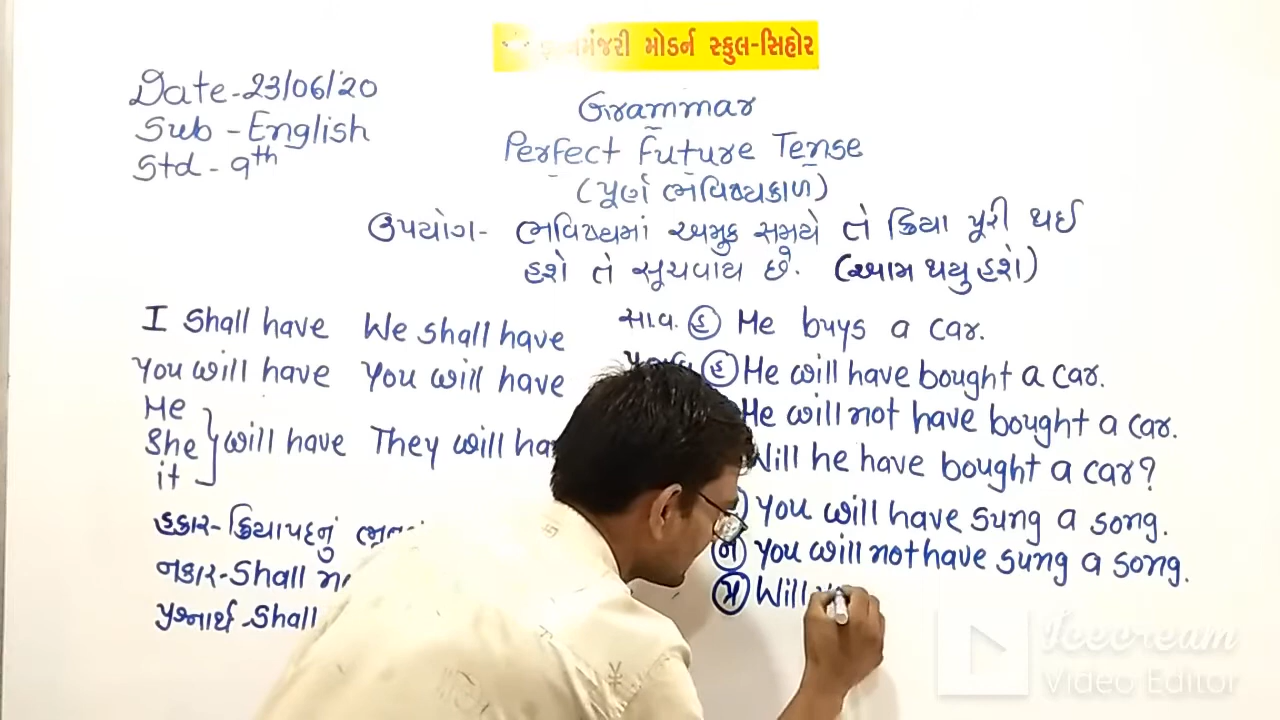 જ્ઞાનમંજરી મોડર્ન સ્કુલ-સિહોર
Date-23/06/20
Sub - English
Std - 9th
Grammar
Perfect Future Tense
(પૂર્ણ ભવિષ્યકાળ)
ઉપયોગ- ભવિષ્યમાં અમુક સમયે તે ક્રિયા પૂરી થઈ
હશે તે સૂચવાય છે. (આમ થયુ હશે)
I Shall have We shall have
You will have You will have
He
She will have They will
it
હકાર-ક્રિયાપદનું
નકાર-Shall
પ્રશ્નાર્થ-Shall
સા.વ. હ He buys a car.
હ He will have bought a car.
He will not have bought a car.
Will he have bought a car?
You will have sung a song.
ન You will not have sung a song.
પ્ર Will
Icecream
Video Editor